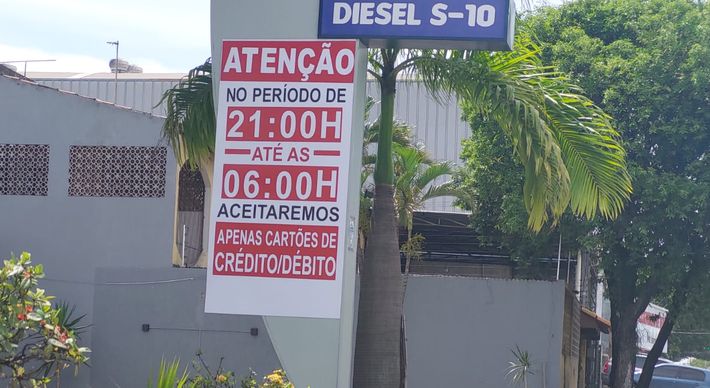 DIESEL S-10
ATENÇÃO
NO PERÍODO DE
21:00H
ATÉ AS
06:00H
ACEITAREMOS
APENAS CARTÕES DE
CRÉDITO/DÉBITO